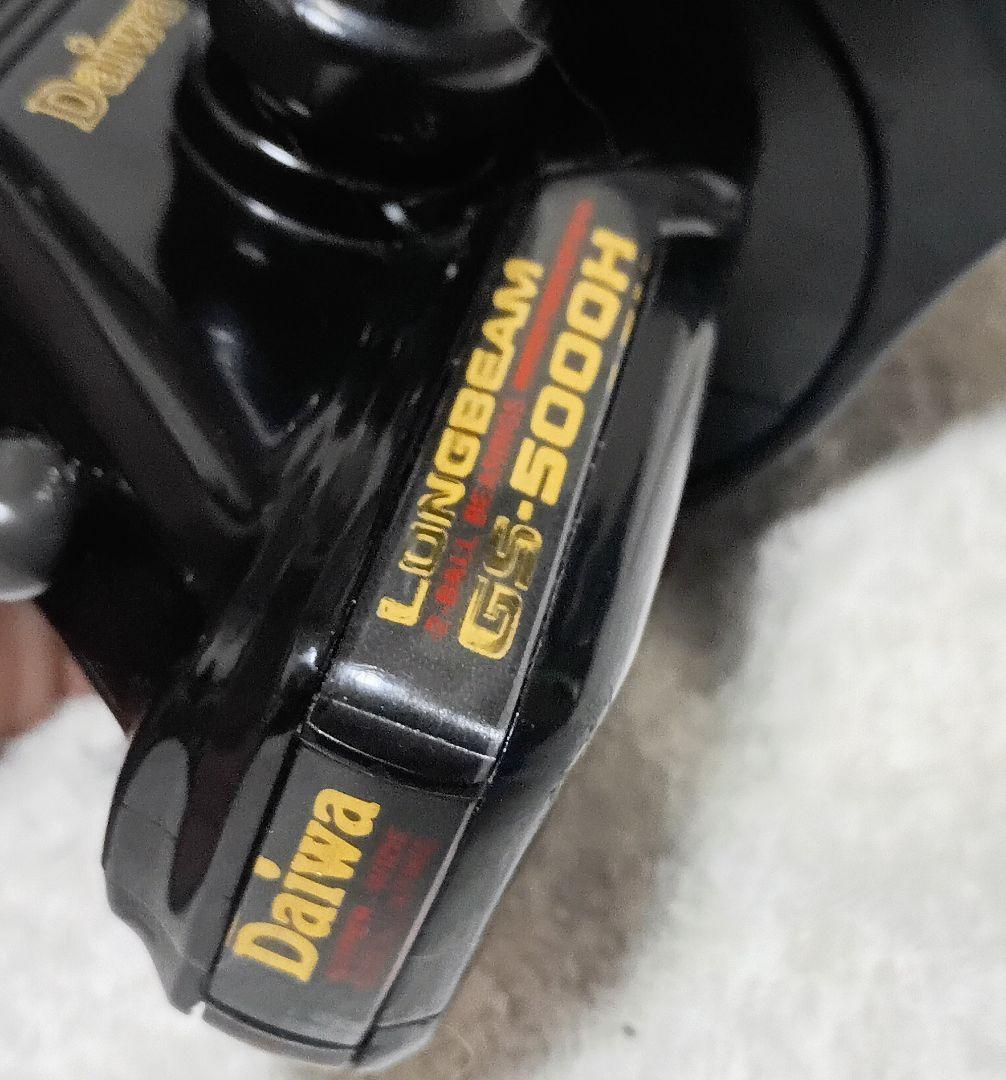 Daiwa
LONGBEAM
2-BALL BEARINGS
GS-5000H
Daiwa